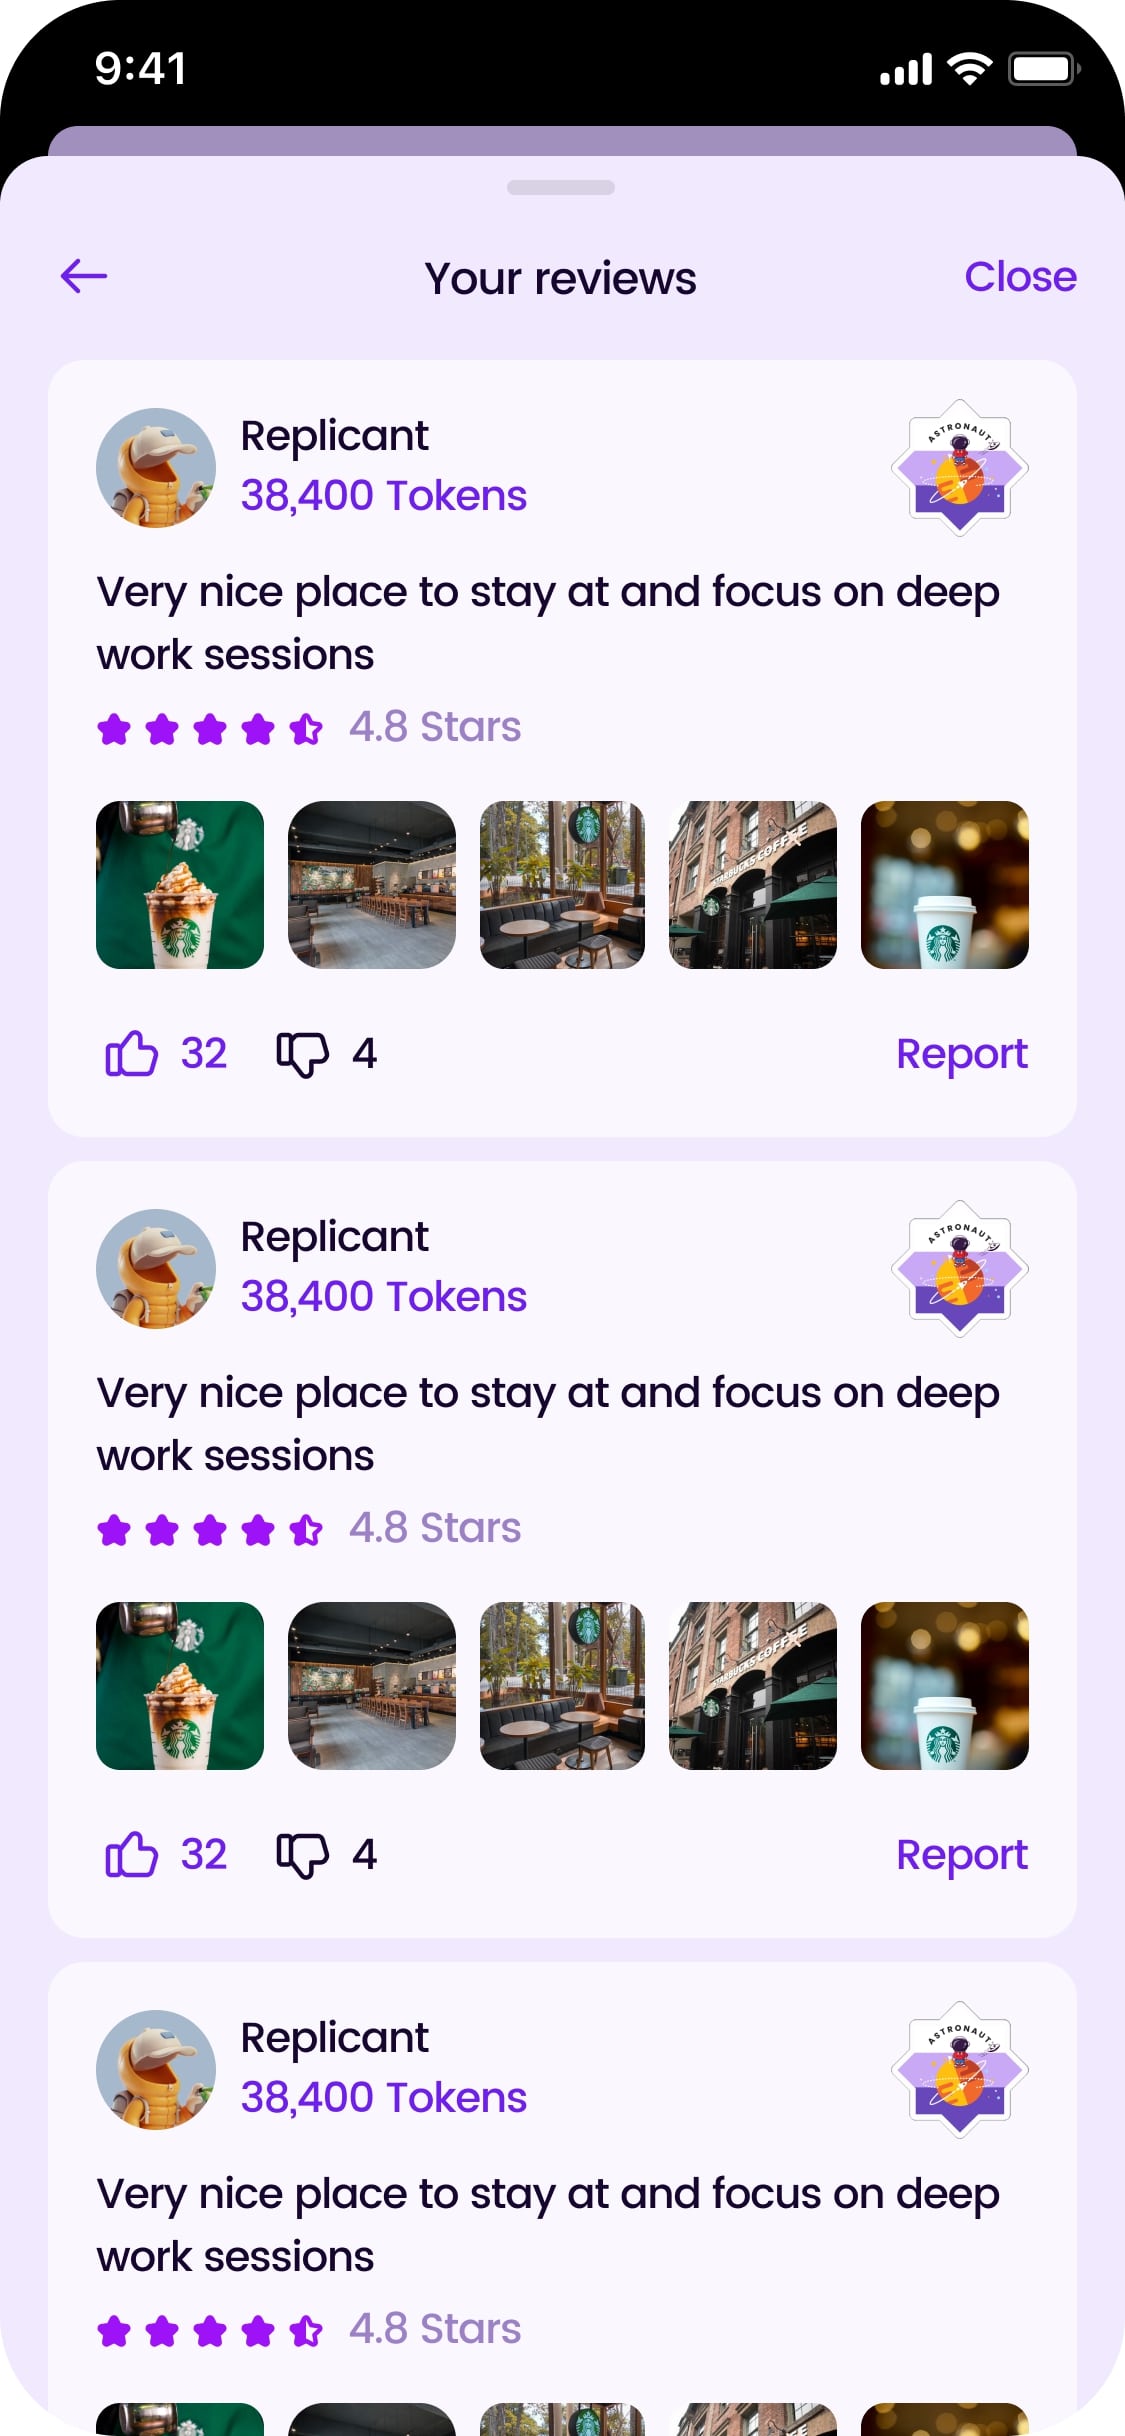 9:41
Your reviews
Close
Replicant
38,400 Tokens
ASTRONAUT
Very nice place to stay at and focus on deep
work sessions
4.8 Stars
STARBUCKS COFFEE
32
4
Report
Replicant
38,400 Tokens
ASTRONAUT
Very nice place to stay at and focus on deep
work sessions
4.8 Stars
STARBUCKS COFFEE
32
4
Report
Replicant
38,400 Tokens
ASTRONAUT
Very nice place to stay at and focus on deep
work sessions
4.8 Stars